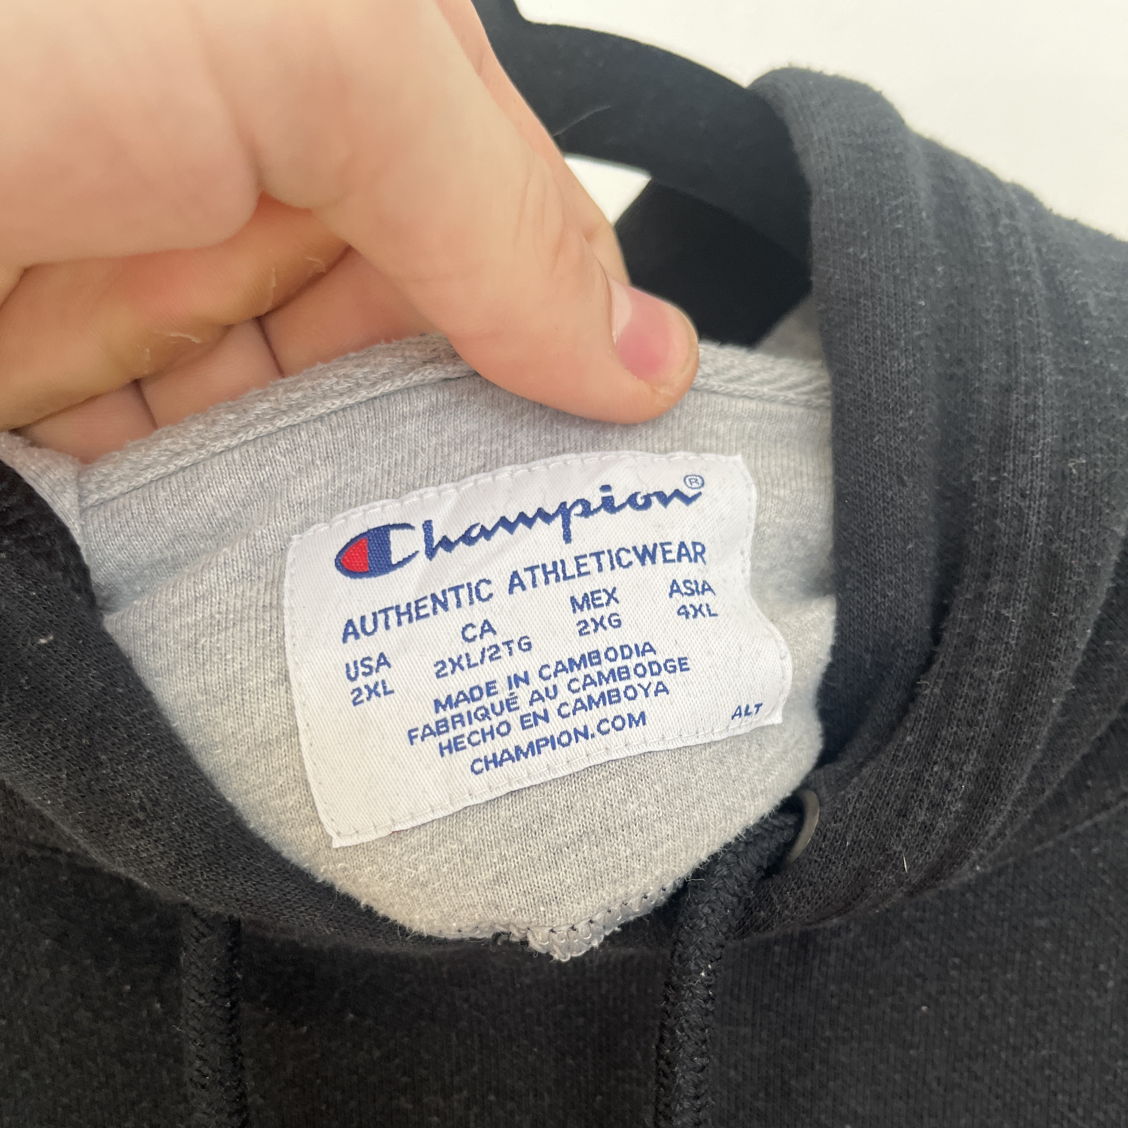 Champion®
AUTHENTIC ATHLETICWEAR
USA CA MEX ASIA
2XL 2XL/2TG 2XG 4XL
MADE IN CAMBODIA
FABRIQUÉ AU CAMBODGE
HECHO EN CAMBOYA
CHAMPION.COM ALT